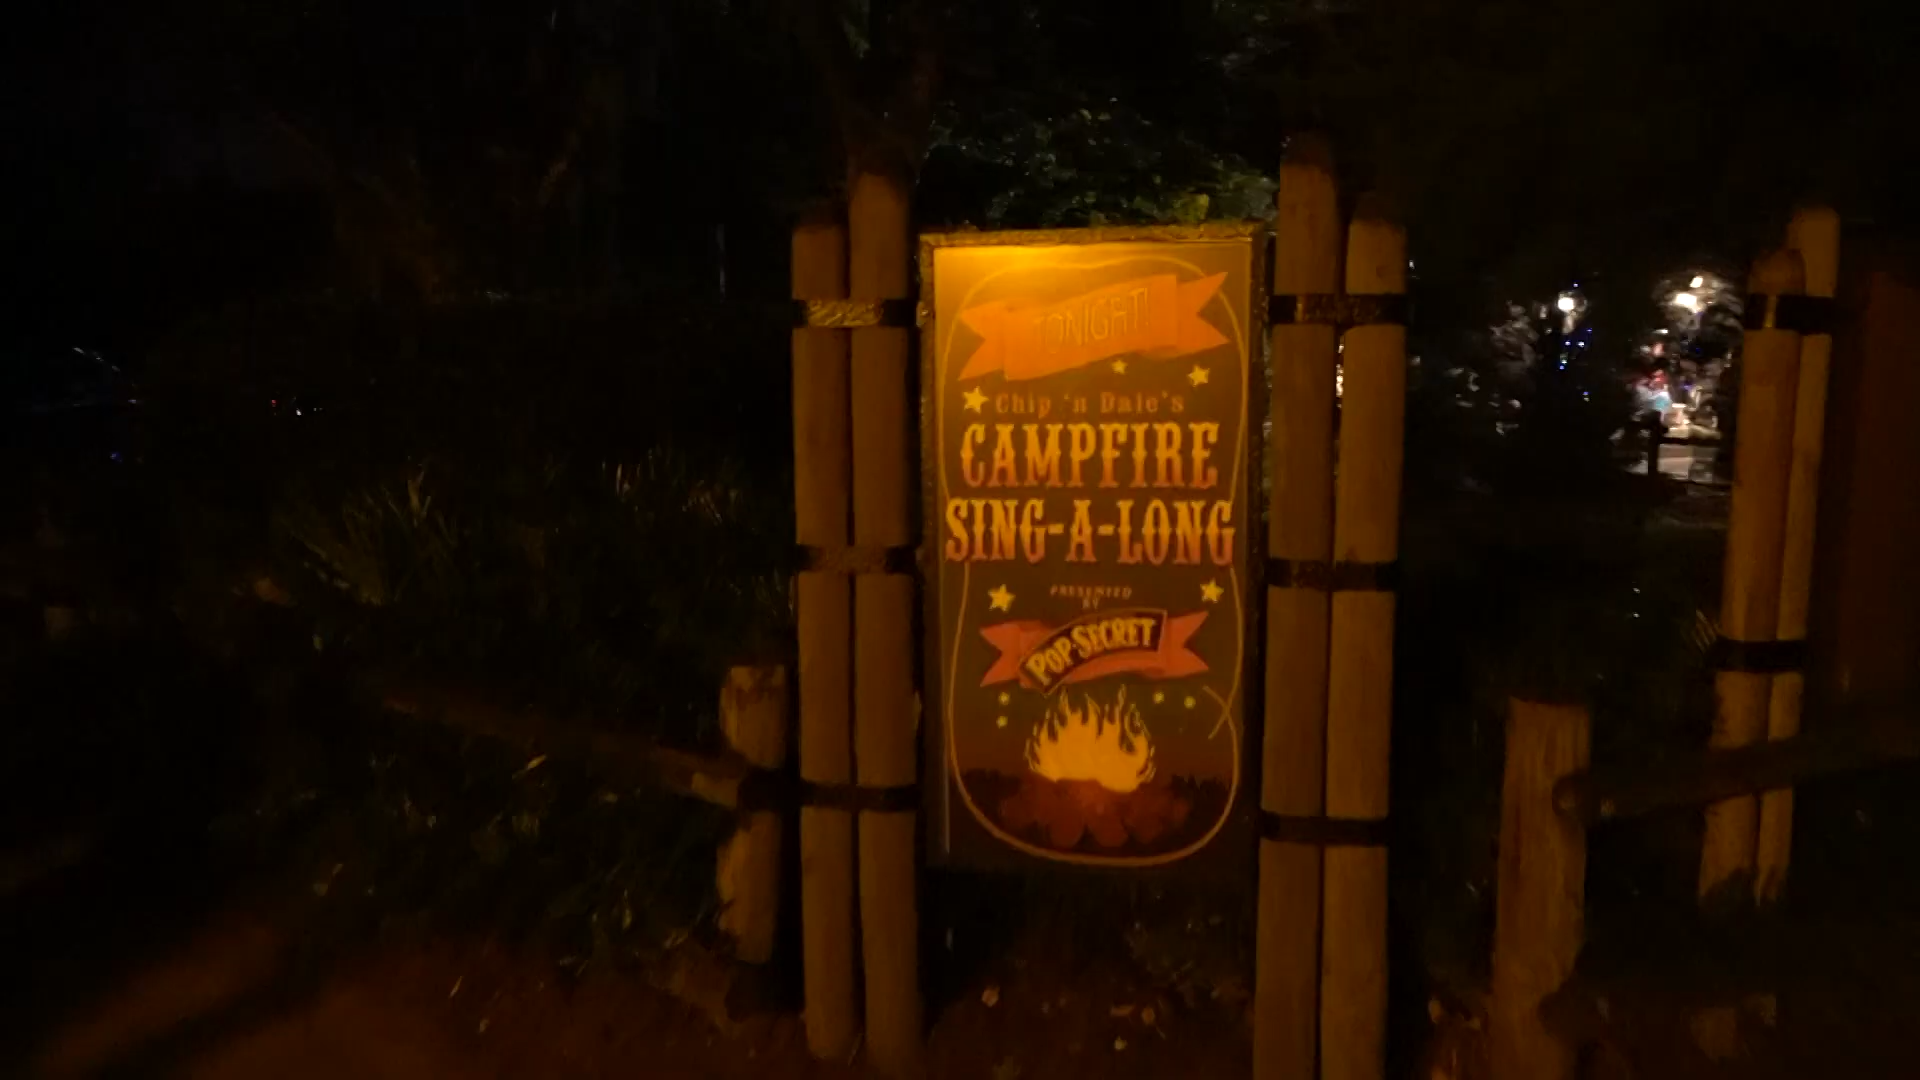 TONIGHT!
Chip 'n Dale's
CAMPFIRE
SING-A-LONG
PRESENTED
BY
POP·SECRET